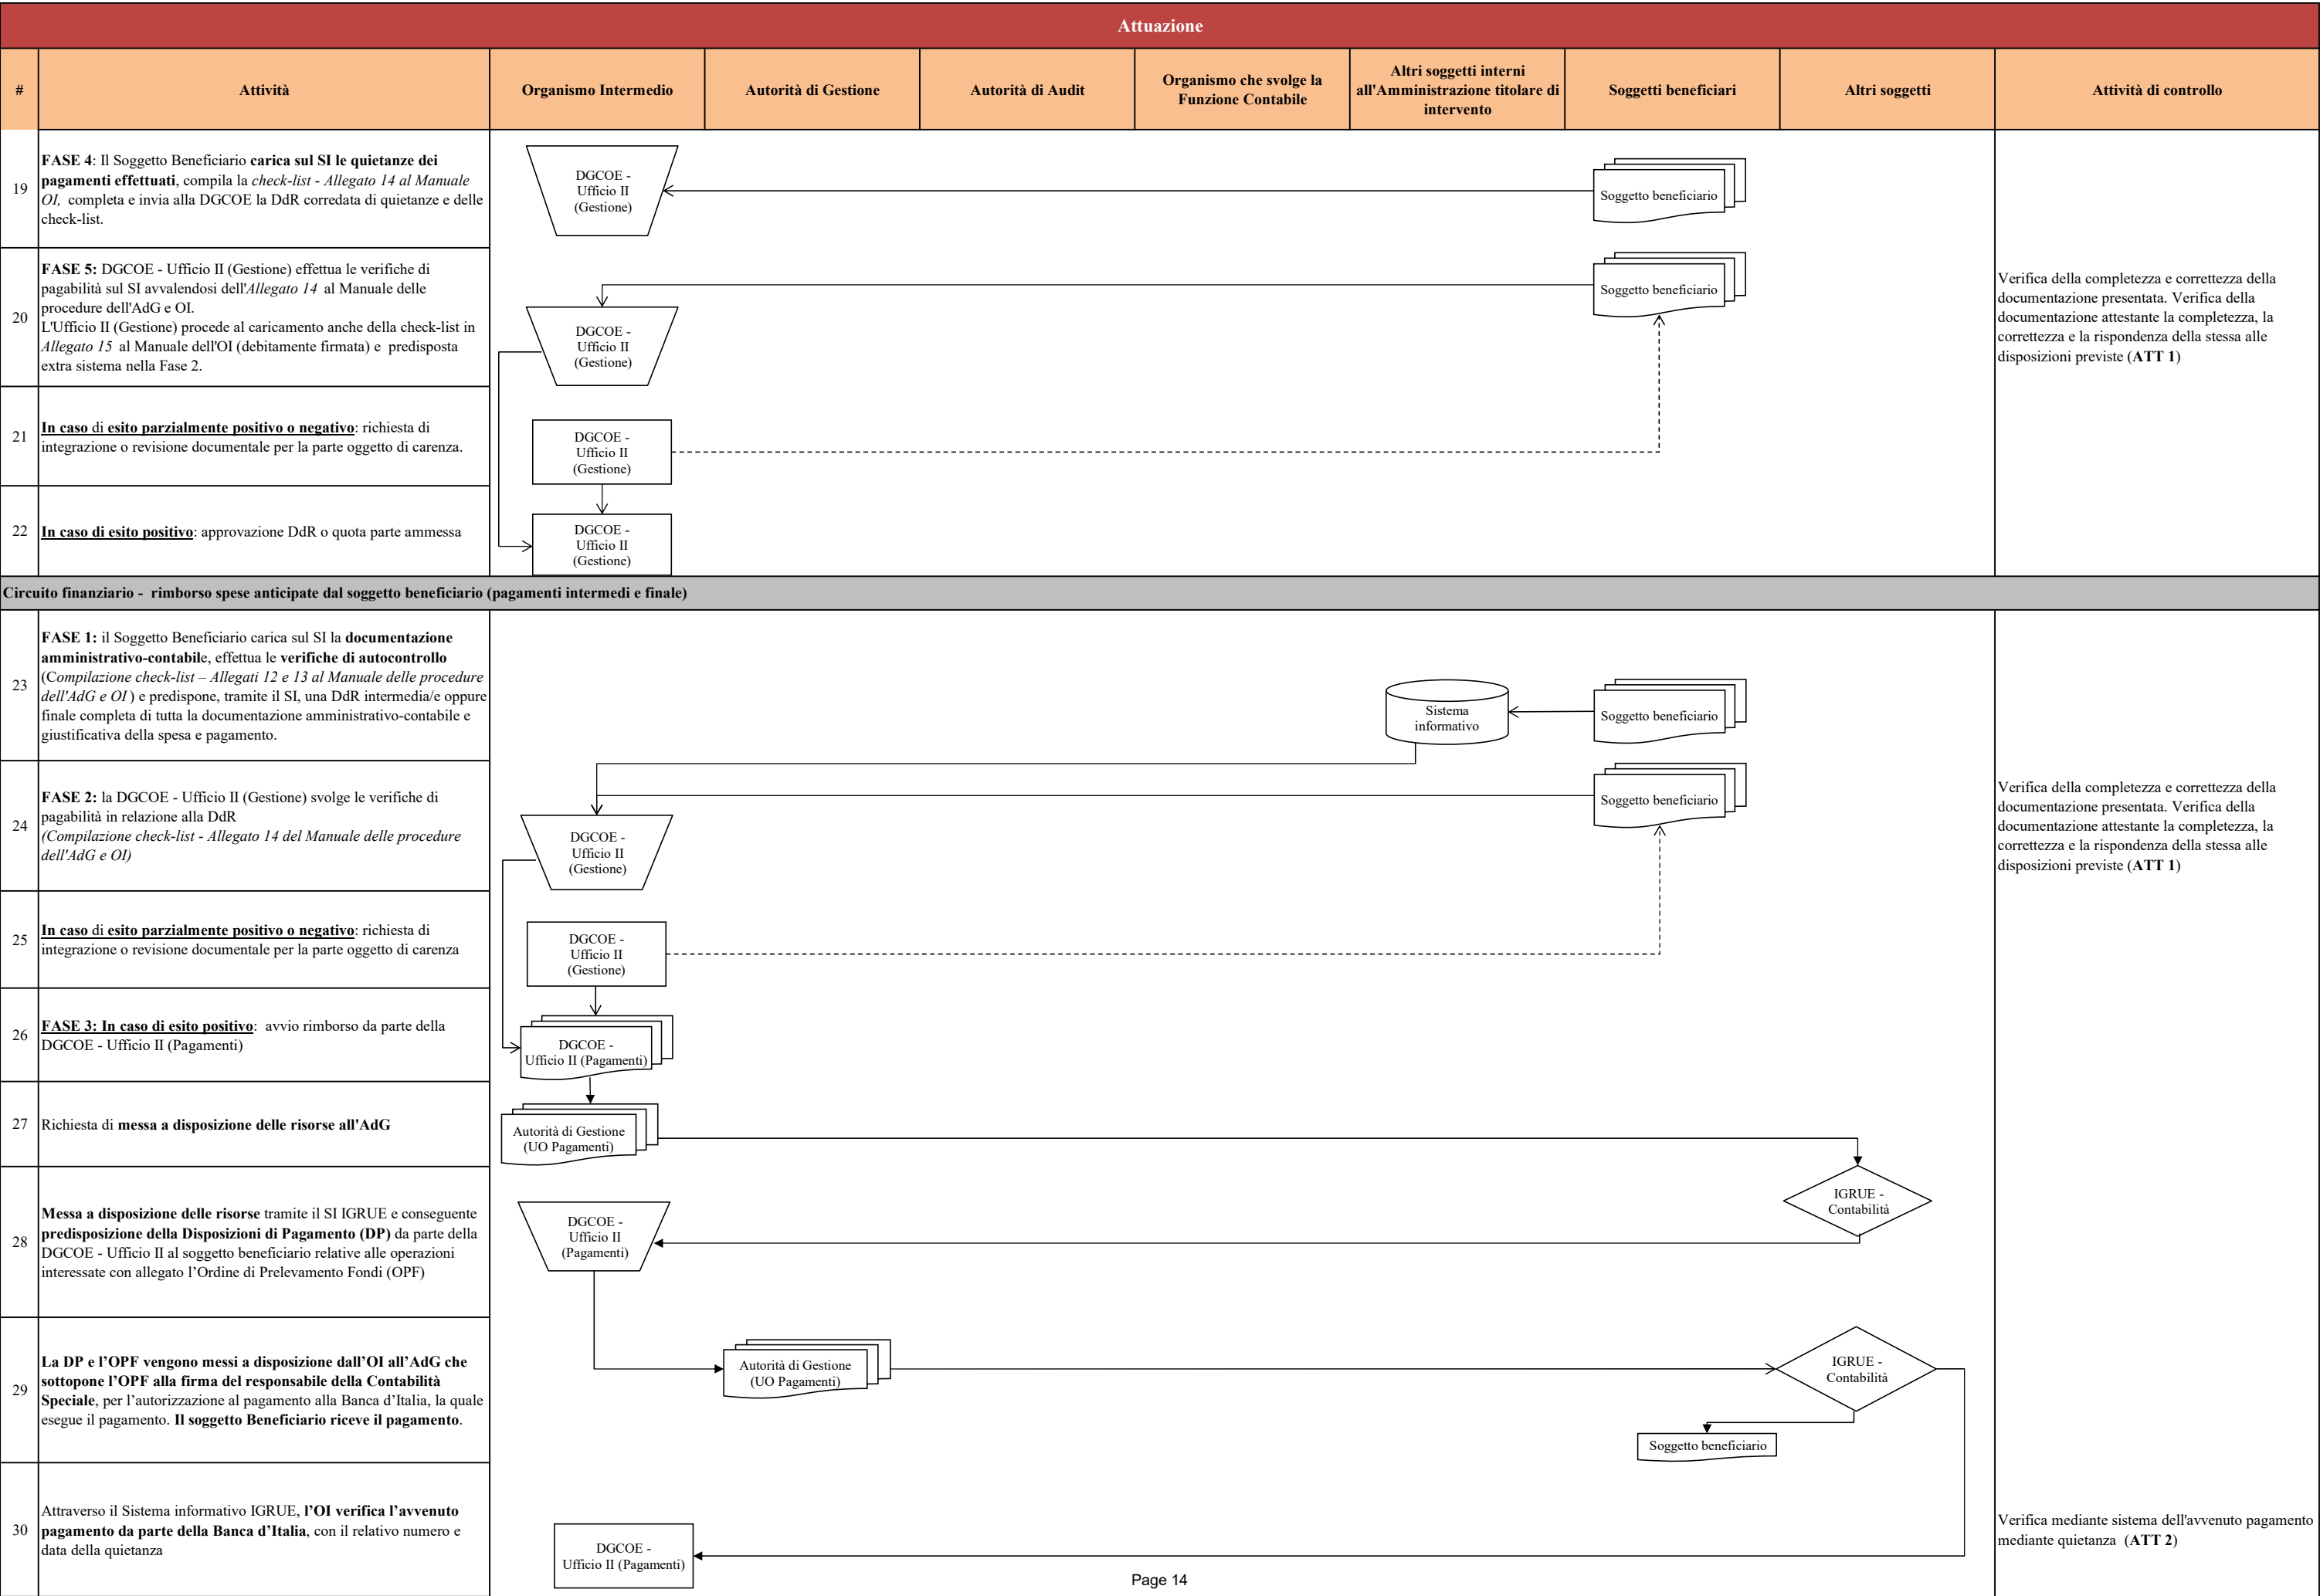 Attuazione
#
Attività
Organismo Intermedio
Autorità di Gestione
Autorità di Audit
Organismo che svolge la
Funzione Contabile
Altri soggetti interni
all'Amministrazione titolare di
intervento
Soggetti beneficiari
Altri soggetti
Attività di controllo
19
FASE 4: Il Soggetto Beneficiario carica sul SI le quietanze dei
pagamenti effettuati, compila la check-list - Allegato 14 al Manuale
OI, completa e invia alla DGCOE la DdR corredata di quietanze e delle
check-list.
DGCOE -
Ufficio II
(Gestione)
Soggetto beneficiario
20
FASE 5: DGCOE - Ufficio II (Gestione) effettua le verifiche di
pagabilità sul SI avvalendosi dell'Allegato 14 al Manuale delle
procedure dell'AdG e OI.
L'Ufficio II (Gestione) procede al caricamento anche della check-list in
Allegato 15 al Manuale dell'OI (debitamente firmata) e predisposta
extra sistema nella Fase 2.
DGCOE -
Ufficio II
(Gestione)
Soggetto beneficiario
Verifica della completezza e correttezza della
documentazione presentata. Verifica della
documentazione attestante la completezza, la
correttezza e la rispondenza della stessa alle
disposizioni previste (ATT 1)
21
In caso di esito parzialmente positivo o negativo: richiesta di
integrazione o revisione documentale per la parte oggetto di carenza.
DGCOE -
Ufficio II
(Gestione)
22
In caso di esito positivo: approvazione DdR o quota parte ammessa
DGCOE -
Ufficio II
(Gestione)
Circuito finanziario - rimborso spese anticipate dal soggetto beneficiario (pagamenti intermedi e finale)
23
FASE 1: il Soggetto Beneficiario carica sul SI la documentazione
amministrativo-contabile, effettua le verifiche di autocontrollo
(Compilazione check-list – Allegati 12 e 13 al Manuale delle procedure
dell'AdG e OI ) e predispone, tramite il SI, una DdR intermedia/e oppure
finale completa di tutta la documentazione amministrativo-contabile e
giustificativa della spesa e pagamento.
Sistema
informativo
Soggetto beneficiario
24
FASE 2: la DGCOE - Ufficio II (Gestione) svolge le verifiche di
pagabilità in relazione alla DdR
(Compilazione check-list - Allegato 14 del Manuale delle procedure
dell'AdG e OI)
DGCOE -
Ufficio II
(Gestione)
Soggetto beneficiario
Verifica della completezza e correttezza della
documentazione presentata. Verifica della
documentazione attestante la completezza, la
correttezza e la rispondenza della stessa alle
disposizioni previste (ATT 1)
25
In caso di esito parzialmente positivo o negativo: richiesta di
integrazione o revisione documentale per la parte oggetto di carenza
DGCOE -
Ufficio II
(Gestione)
26
FASE 3: In caso di esito positivo: avvio rimborso da parte della
DGCOE - Ufficio II (Pagamenti)
DGCOE -
Ufficio II (Pagamenti)
27
Richiesta di messa a disposizione delle risorse all'AdG
Autorità di Gestione
(UO Pagamenti)
28
Messa a disposizione delle risorse tramite il SI IGRUE e conseguente
predisposizione della Disposizioni di Pagamento (DP) da parte della
DGCOE - Ufficio II al soggetto beneficiario relative alle operazioni
interessate con allegato l’Ordine di Prelevamento Fondi (OPF)
DGCOE -
Ufficio II
(Pagamenti)
IGRUE -
Contabilità
29
La DP e l’OPF vengono messi a disposizione dall’OI all’AdG che
sottopone l’OPF alla firma del responsabile della Contabilità
Speciale, per l’autorizzazione al pagamento alla Banca d’Italia, la quale
esegue il pagamento. Il soggetto Beneficiario riceve il pagamento.
Autorità di Gestione
(UO Pagamenti)
IGRUE -
Contabilità
Soggetto beneficiario
30
Attraverso il Sistema informativo IGRUE, l’OI verifica l’avvenuto
pagamento da parte della Banca d’Italia, con il relativo numero e
data della quietanza
DGCOE -
Ufficio II (Pagamenti)
Verifica mediante sistema dell'avvenuto pagamento
mediante quietanza (ATT 2)
Page 14